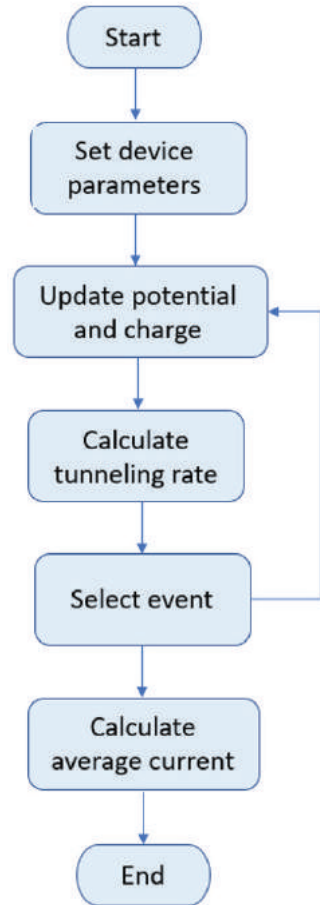 Start
Set device
parameters
Update potential
and charge
Calculate
tunneling rate
Select event
Calculate
average current
End